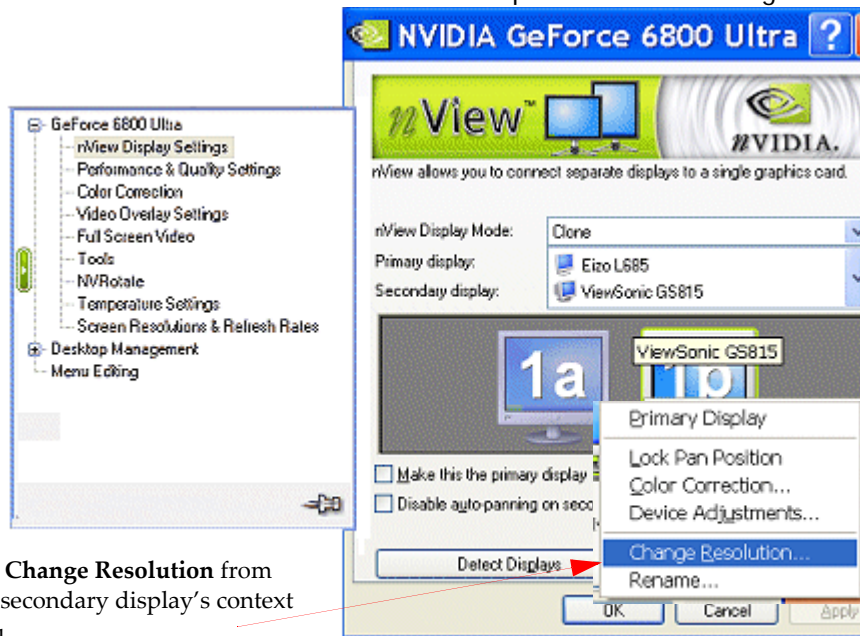 NVIDIA GeForce 6800 Ultra ?
nView™
nVIDIA.
nView allows you to connect separate displays to a single graphics card.
nView Display Mode: Clone
Primary display: Eizo L685
Secondary display: ViewSonic GS815
1a
1b
ViewSonic GS815
Make this the primary display
Disable auto-panning on seco
Detect Displays
OK Cancel Apply
Primary Display
Lock Pan Position
Color Correction...
Device Adjustments...
Change Resolution...
Rename...
GeForce 6800 Ultra
nView Display Settings
Performance & Quality Settings
Color Correction
Video Overlay Settings
Full Screen Video
Tools
NVRotate
Temperature Settings
Screen Resolutions & Refresh Rates
Desktop Management
Menu Editing
Change Resolution from
secondary display's context